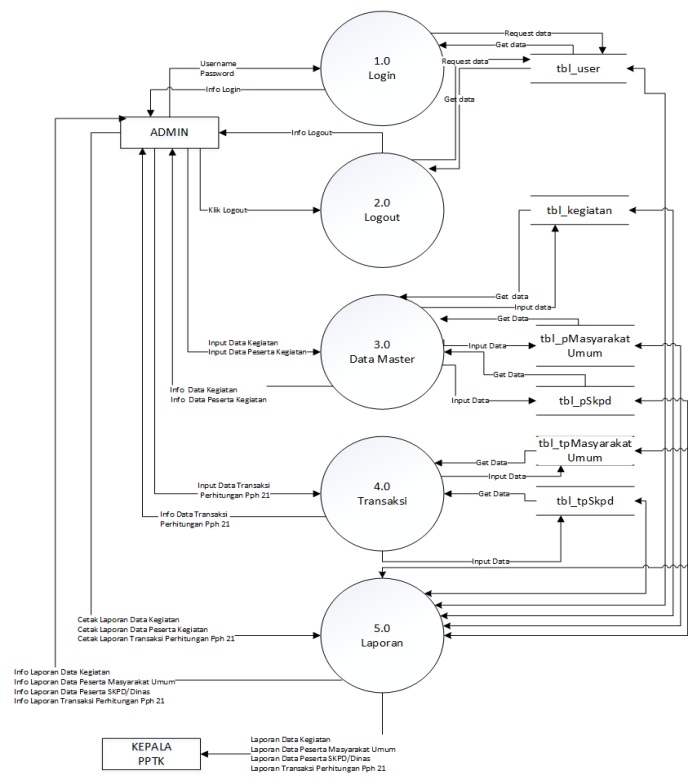 Request data
Get data
1.0
Login
Username
Password
Request data
tbl_user
Info Login
Get data
ADMIN
Info Logout
2.0
Logout
Klik Logout
tbl_kegiatan
Get data
Input data
Get Data
3.0
Data Master
Input Data Kegiatan
Input Data Peserta Kegiatan
Input Data
tbl_pMasyarakat
Umum
Get Data
Info Data Kegiatan
Info Data Peserta Kegiatan
Input Data
tbl_pSkpd
tbl_tpMasyarakat
Umum
Get Data
Input Data
4.0
Transaksi
Input Data Transaksi
Perhitungan Pph 21
Get Data
tbl_tpSkpd
Info Data Transaksi
Perhitungan Pph 21
Input Data
5.0
Laporan
Cetak Laporan Data Kegiatan
Cetak Laporan Data Peserta Kegiatan
Cetak Laporan Transaksi Perhitungan Pph 21
Info Laporan Data Kegiatan
Info Laporan Data Peserta Masyarakat Umum
Info Laporan Data Peserta SKPD/Dinas
Info Laporan Transaksi Perhitungan Pph 21
KEPALA
PPTK
Laporan Data Kegiatan
Laporan Data Peserta Masyarakat Umum
Laporan Data Peserta SKPD/Dinas
Laporan Transaksi Perhitungan Pph 21